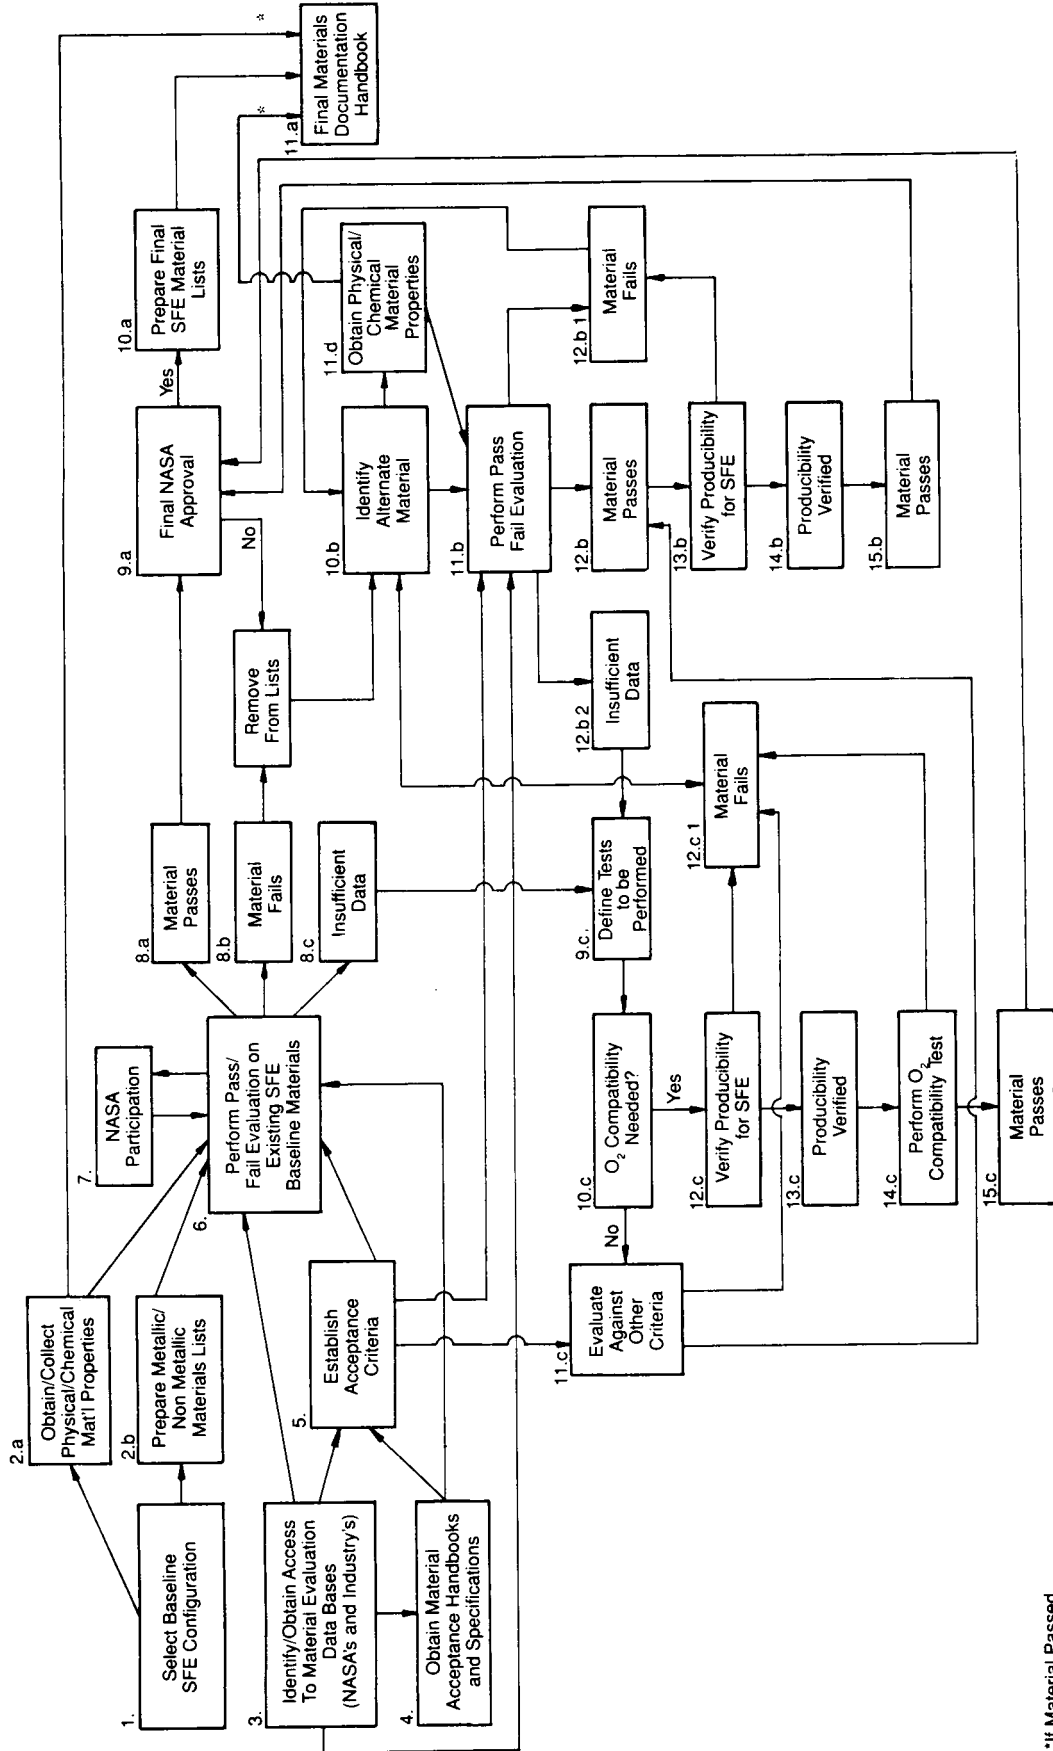 1.
Select Baseline
SFE Configuration
2.a
Obtain/Collect
Physical/Chemical
Mat'l Properties
2.b
Prepare Metallic/
Non Metallic
Materials Lists
3.
Identify/Obtain Access
To Material Evaluation
Data Bases
(NASA's and Industry's)
4.
Obtain Material
Acceptance Handbooks
and Specifications
5.
Establish
Acceptance
Criteria
6.
Perform Pass/
Fail Evaluation on
Existing SFE
Baseline Materials
7.
NASA
Participation
8.a
Material
Passes
8.b
Material
Fails
8.c
Insufficient
Data
Remove
From Lists
9.a
Final NASA
Approval
Yes
No
10.a
Prepare Final
SFE Material
Lists
11.a
Final Materials
Documentation
Handbook
*
*
10.b
Identify
Alternate
Material
11.d
Obtain Physical/
Chemical
Material
Properties
11.b
Perform Pass
Fail Evaluation
12.b
Material
Passes
12.b 1
Material
Fails
12.b 2
Insufficient
Data
13.b
Verify Producibility
for SFE
14.b
Producibility
Verified
15.b
Material
Passes
9.c.
Define Tests
to be
Performed
10.c
O2 Compatibility
Needed?
No
Yes
11.c
Evaluate
Against
Other
Criteria
12.c
Verify Producibility
for SFE
12.c 1
Material
Fails
13.c
Producibility
Verified
14.c
Perform O2
Compatibility Test
15.c
Material
Passes
*If Material Passed